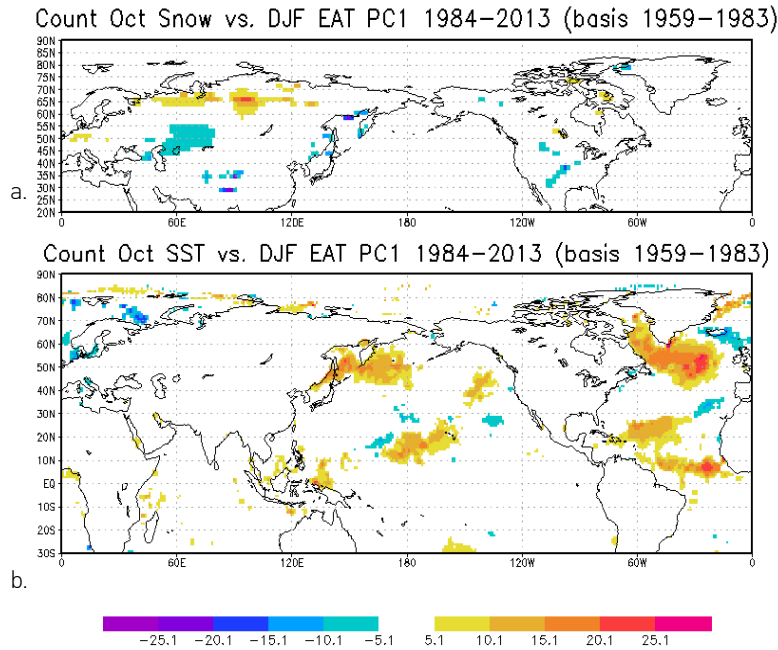 Count Oct Snow vs. DJF EAT PC1 1984−2013 (basis 1959−1983)
90N
85N
80N
75N
70N
65N
60N
55N
50N
45N
40N
35N
30N
25N
20N
a.
0 60E 120E 180 120W 60W 0
Count Oct SST vs. DJF EAT PC1 1984−2013 (basis 1959−1983)
90N
80N
70N
60N
50N
40N
30N
20N
10N
EQ
10S
20S
30S
b.
0 60E 120E 180 120W 60W 0
−25.1 −20.1 −15.1 −10.1 −5.1 5.1 10.1 15.1 20.1 25.1